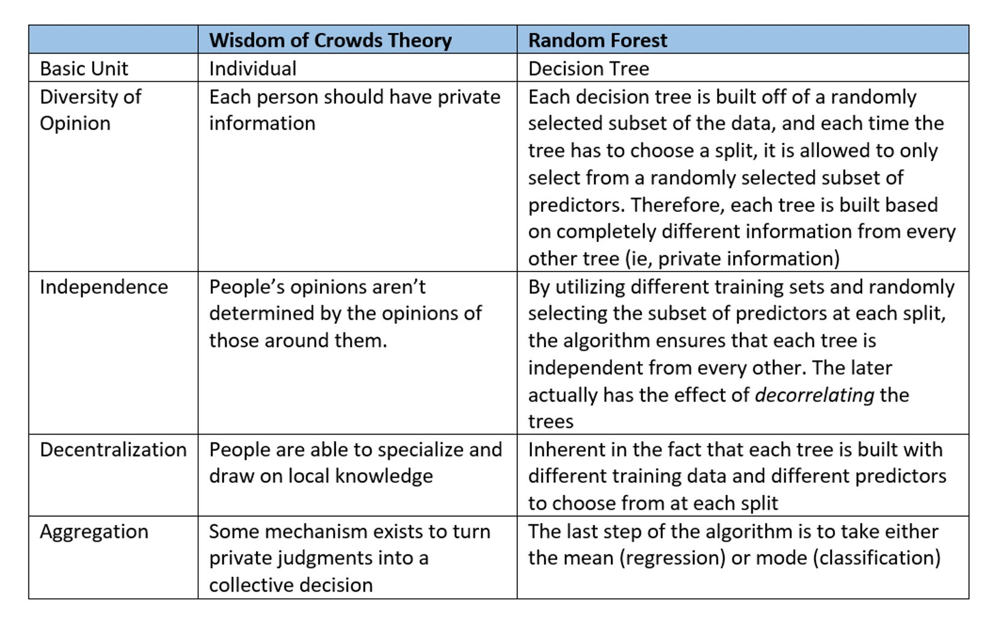 Wisdom of Crowds Theory
Random Forest
Basic Unit
Individual
Decision Tree
Diversity of
Opinion
Each person should have private
information
Each decision tree is built off of a randomly
selected subset of the data, and each time the
tree has to choose a split, it is allowed to only
select from a randomly selected subset of
predictors. Therefore, each tree is built based
on completely different information from every
other tree (ie, private information)
Independence
People’s opinions aren’t
determined by the opinions of
those around them.
By utilizing different training sets and randomly
selecting the subset of predictors at each split,
the algorithm ensures that each tree is
independent from every other. The later
actually has the effect of decorrelating the
trees
Decentralization
People are able to specialize and
draw on local knowledge
Inherent in the fact that each tree is built with
different training data and different predictors
to choose from at each split
Aggregation
Some mechanism exists to turn
private judgments into a
collective decision
The last step of the algorithm is to take either
the mean (regression) or mode (classification)